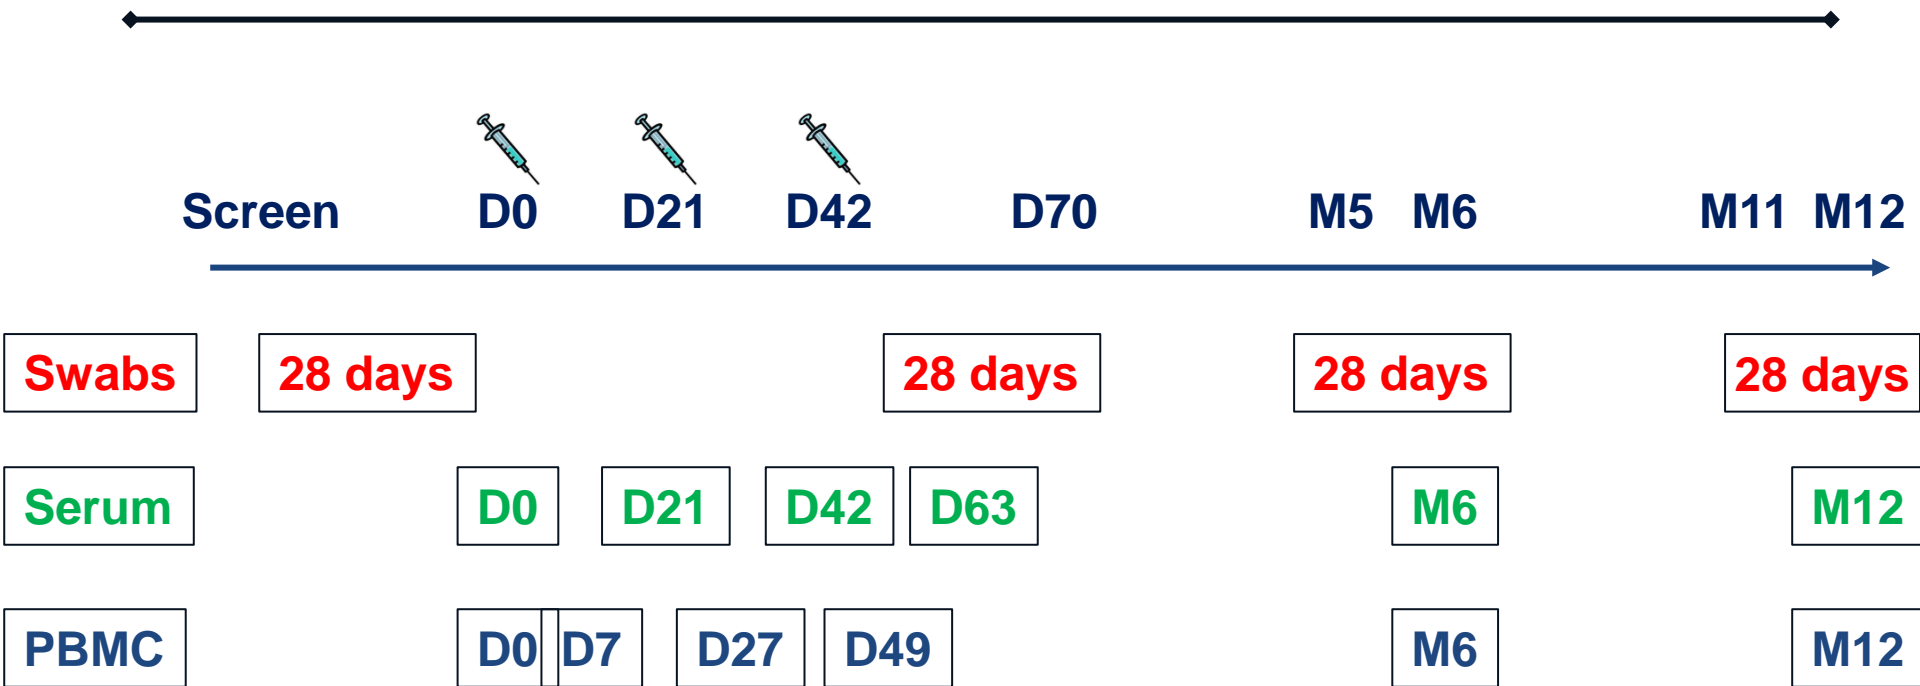 Screen D0 D21 D42 D70 M5 M6 M11 M12
Swabs 28 days 28 days 28 days 28 days
Serum D0 D21 D42 D63 M6 M12
PBMC D0 D7 D27 D49 M6 M12